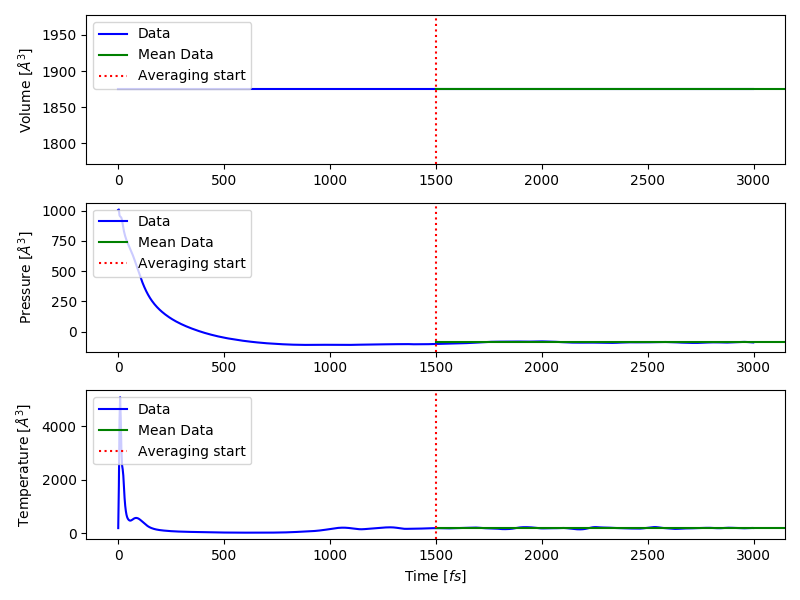 1950
1900
1850
1800
Volume [Å³]
Data
Mean Data
Averaging start
0 500 1000 1500 2000 2500 3000
1000
750
500
250
0
Pressure [Å³]
Data
Mean Data
Averaging start
0 500 1000 1500 2000 2500 3000
4000
2000
0
Temperature [Å³]
Data
Mean Data
Averaging start
0 500 1000 1500 2000 2500 3000
Time [fs]